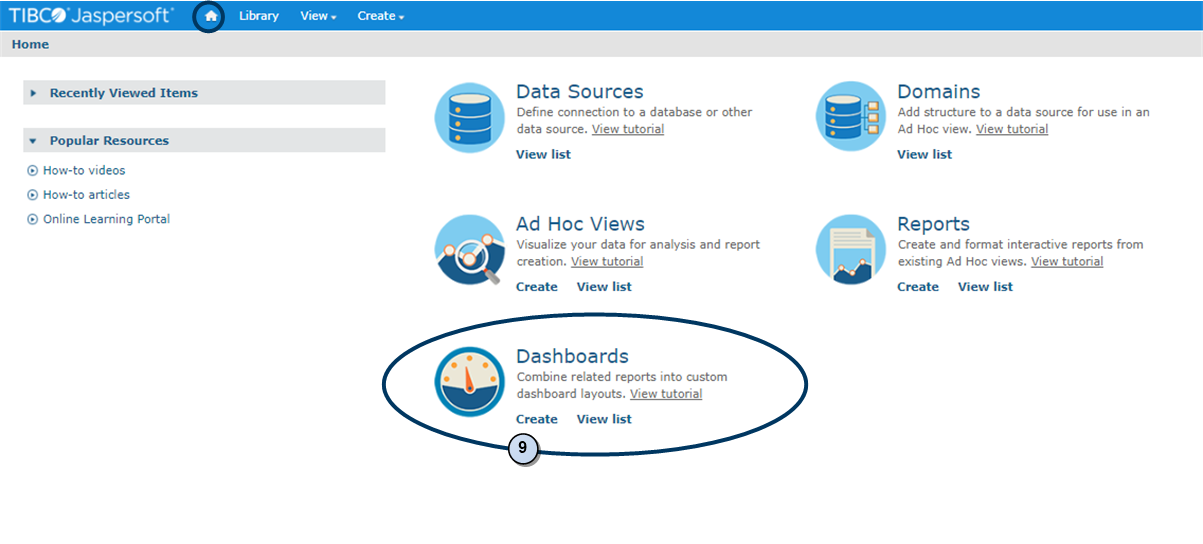 TIBCO Jaspersoft® Library View Create
Home
Recently Viewed Items
Popular Resources
How-to videos
How-to articles
Online Learning Portal
Data Sources
Define connection to a database or other
data source. View tutorial
View list
Domains
Add structure to a data source for use in an
Ad Hoc view. View tutorial
View list
Ad Hoc Views
Visualize your data for analysis and report
creation. View tutorial
Create View list
Reports
Create and format interactive reports from
existing Ad Hoc views. View tutorial
Create View list
Dashboards
Combine related reports into custom
dashboard layouts. View tutorial
Create View list
9